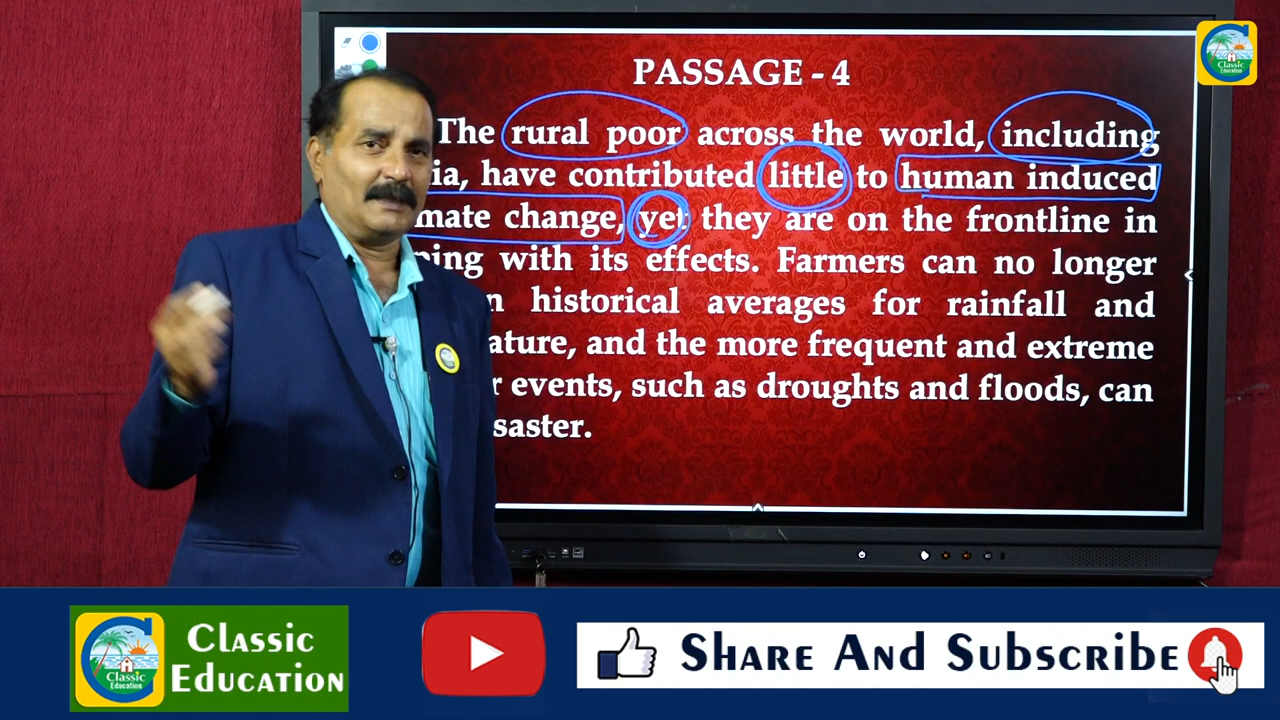 PASSAGE - 4
The rural poor across the world, including
ia, have contributed little to human induced
mate change, yet they are on the frontline in
ping with its effects. Farmers can no longer
n historical averages for rainfall and
ature, and the more frequent and extreme
r events, such as droughts and floods, can
saster.
Classic
Education
Classic
Education
Classic
Education
SHARE AND SUBSCRIBE